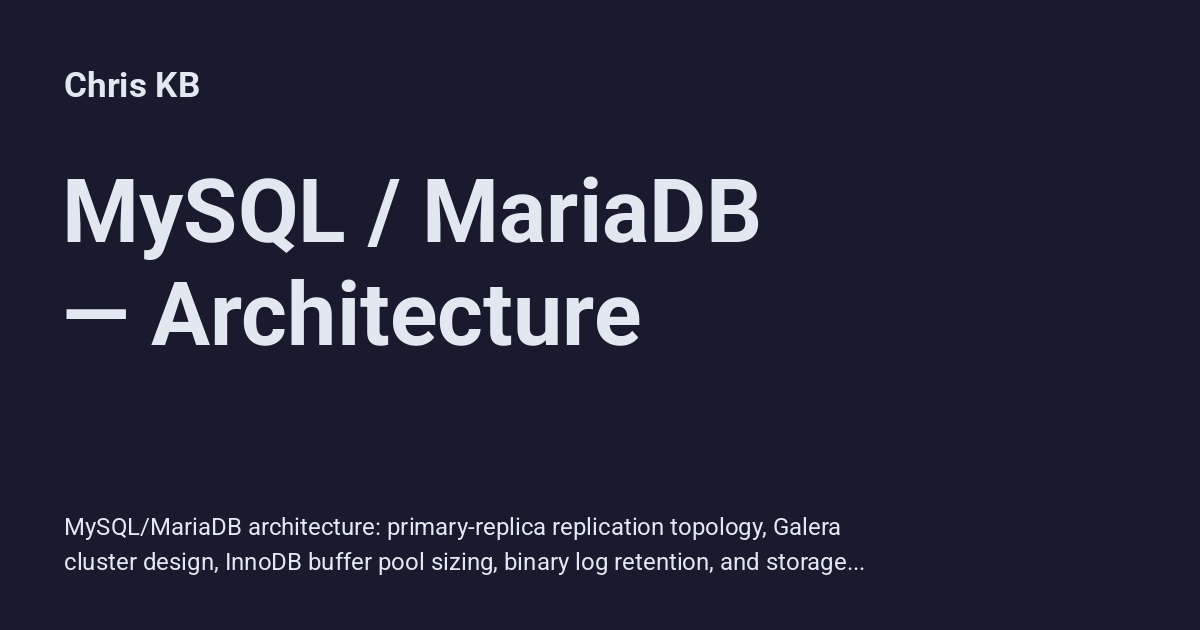 Chris KB
MySQL / MariaDB
— Architecture
MySQL/MariaDB architecture: primary-replica replication topology, Galera
cluster design, InnoDB buffer pool sizing, binary log retention, and storage...